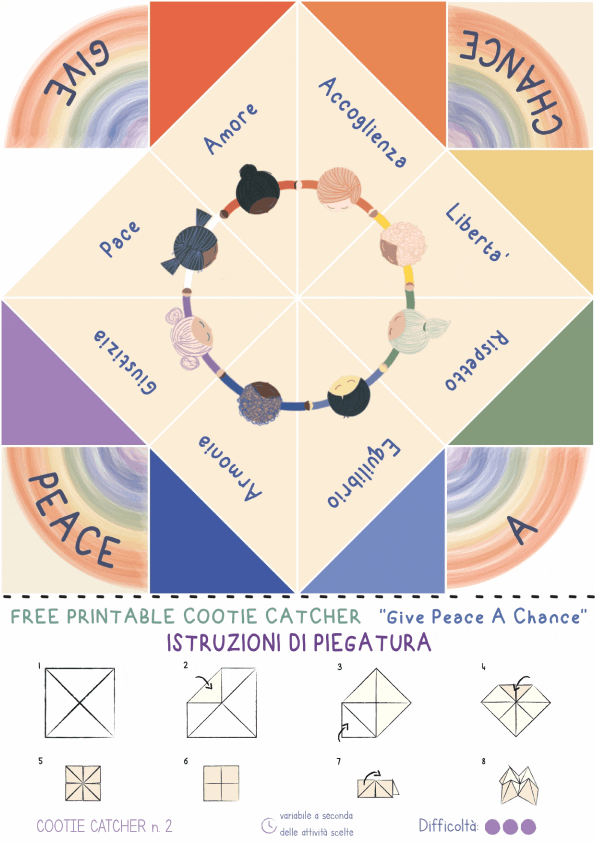 GIVE
CHANCE
Amore
Accoglienza
Pace
Liberta'
Giustizia
Rispetto
Armonia
Equilibrio
PEACE
A
FREE PRINTABLE COOTIE CATCHER "Give Peace A Chance"
ISTRUZIONI DI PIEGATURA
1 2 3 4
5 6 7 8
COOTIE CATCHER n. 2
variabile a seconda
delle attività scelte
Difficoltà: